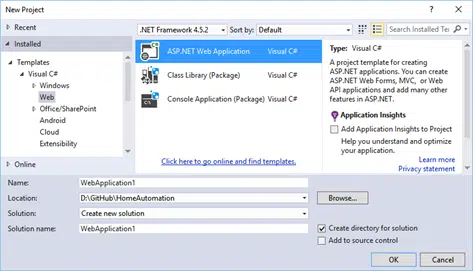 New Project
? ×
Recent
.NET Framework 4.5.2
Sort by: Default
Search Installed Te
Installed
Templates
Visual C#
Windows
Web
Office/SharePoint
Android
Cloud
Extensibility
Online
ASP.NET Web Application Visual C#
Class Library (Package) Visual C#
Console Application (Package) Visual C#
Click here to go online and find templates.
Type: Visual C#
A project template for creating
ASP.NET applications. You can create
ASP.NET Web Forms, MVC, or Web
API applications and add many other
features in ASP.NET.
Application Insights
Add Application Insights to Project
Help you understand and optimize
your application.
Learn more
Privacy statement
Name: WebApplication1
Location: D:\GitHub\HomeAutomation
Browse...
Solution: Create new solution
Solution name: WebApplication1
Create directory for solution
Add to source control
OK Cancel